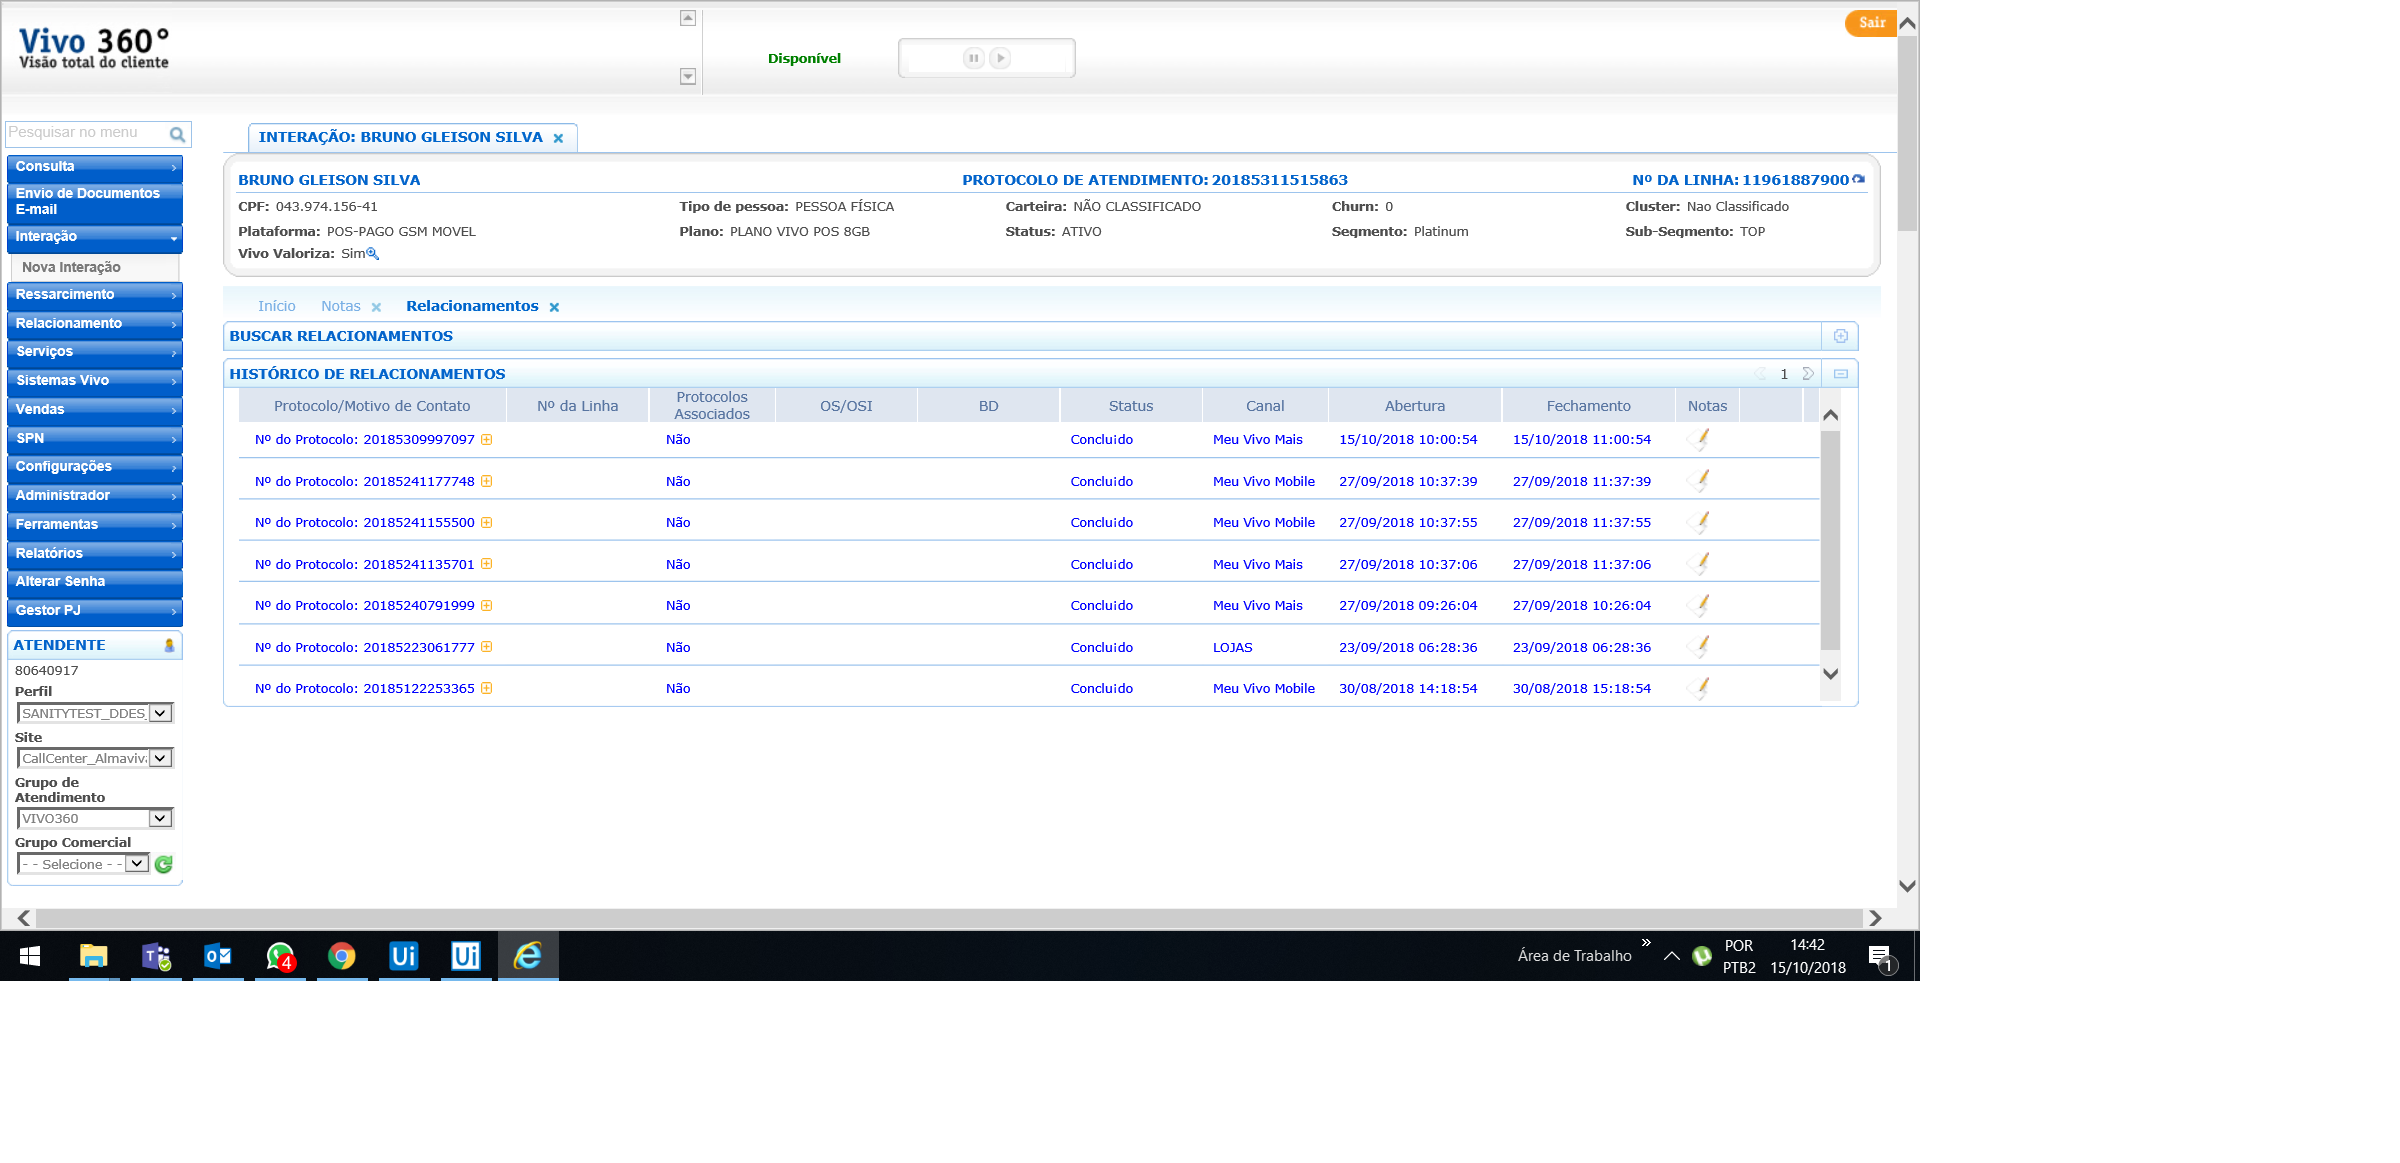 Vivo 360°
Visão total do cliente
Disponível
Sair
Pesquisar no menu
Consulta
Envio de Documentos
E-mail
Interação
Nova Interação
Ressarcimento
Relacionamento
Serviços
Sistemas Vivo
Vendas
SPN
Configurações
Administrador
Ferramentas
Relatórios
Alterar Senha
Gestor PJ
ATENDENTE
80640917
Perfil
SANITYTEST_DDES_
Site
CallCenter_Almaviva
Grupo de
Atendimento
VIVO360
Grupo Comercial
- - Selecione - -
INTERAÇÃO: BRUNO GLEISON SILVA
BRUNO GLEISON SILVA PROTOCOLO DE ATENDIMENTO: 20185311515863 Nº DA LINHA: 11961887900
CPF: 043.974.156-41 Tipo de pessoa: PESSOA FÍSICA Carteira: NÃO CLASSIFICADO Churn: 0 Cluster: Nao Classificado
Plataforma: POS-PAGO GSM MOVEL Plano: PLANO VIVO POS 8GB Status: ATIVO Segmento: Platinum Sub-Segmento: TOP
Vivo Valoriza: Sim
Início Notas Relacionamentos
BUSCAR RELACIONAMENTOS
HISTÓRICO DE RELACIONAMENTOS 1
Protocolo/Motivo de Contato Nº da Linha Protocolos Associados OS/OSI BD Status Canal Abertura Fechamento Notas
Nº do Protocolo: 20185309997097 Não Concluído Meu Vivo Mais 15/10/2018 10:00:54 15/10/2018 11:00:54
Nº do Protocolo: 20185241177748 Não Concluído Meu Vivo Mobile 27/09/2018 10:37:39 27/09/2018 11:37:39
Nº do Protocolo: 20185241155500 Não Concluído Meu Vivo Mobile 27/09/2018 10:37:55 27/09/2018 11:37:55
Nº do Protocolo: 20185241135701 Não Concluído Meu Vivo Mais 27/09/2018 10:37:06 27/09/2018 11:37:06
Nº do Protocolo: 20185240791999 Não Concluído Meu Vivo Mais 27/09/2018 09:26:04 27/09/2018 10:26:04
Nº do Protocolo: 20185223061777 Não Concluído LOJAS 23/09/2018 06:28:36 23/09/2018 06:28:36
Nº do Protocolo: 20185122253365 Não Concluído Meu Vivo Mobile 30/08/2018 14:18:54 30/08/2018 15:18:54
4
Ui
Ui
Área de Trabalho
POR
PTB2
14:42
15/10/2018
1